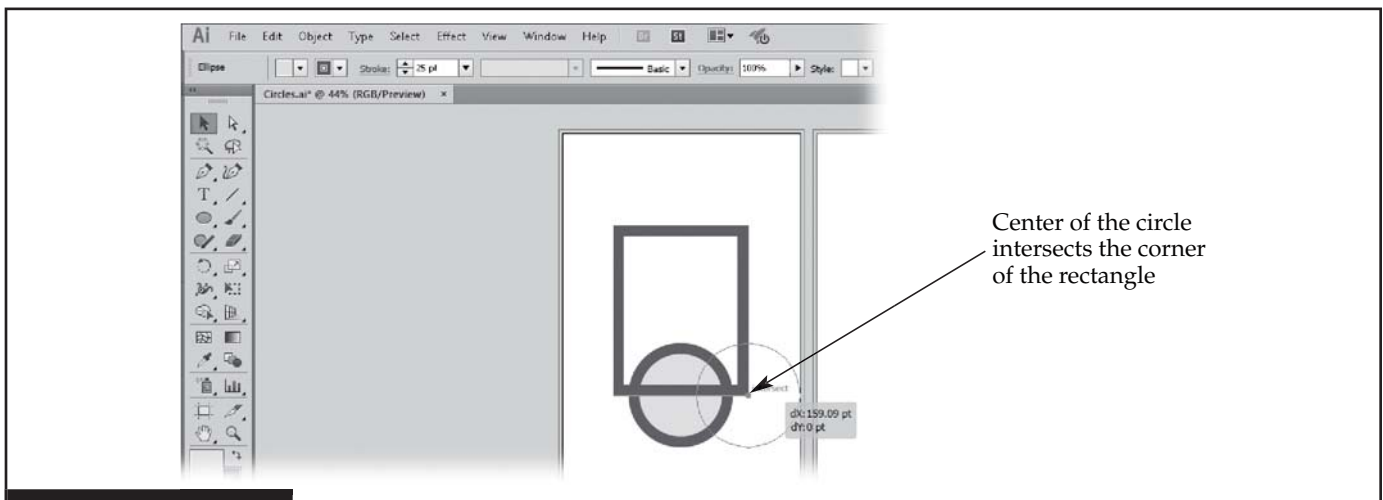 Ai File Edit Object Type Select Effect View Window Help St
Ellipse Stroke: 25 pt Basic Opacity: 100% Style:
Circles.ai* @ 44% (RGB/Preview) ×
T
Center of the circle
intersects the corner
of the rectangle
dX: 159.09 pt
dY: 0 pt